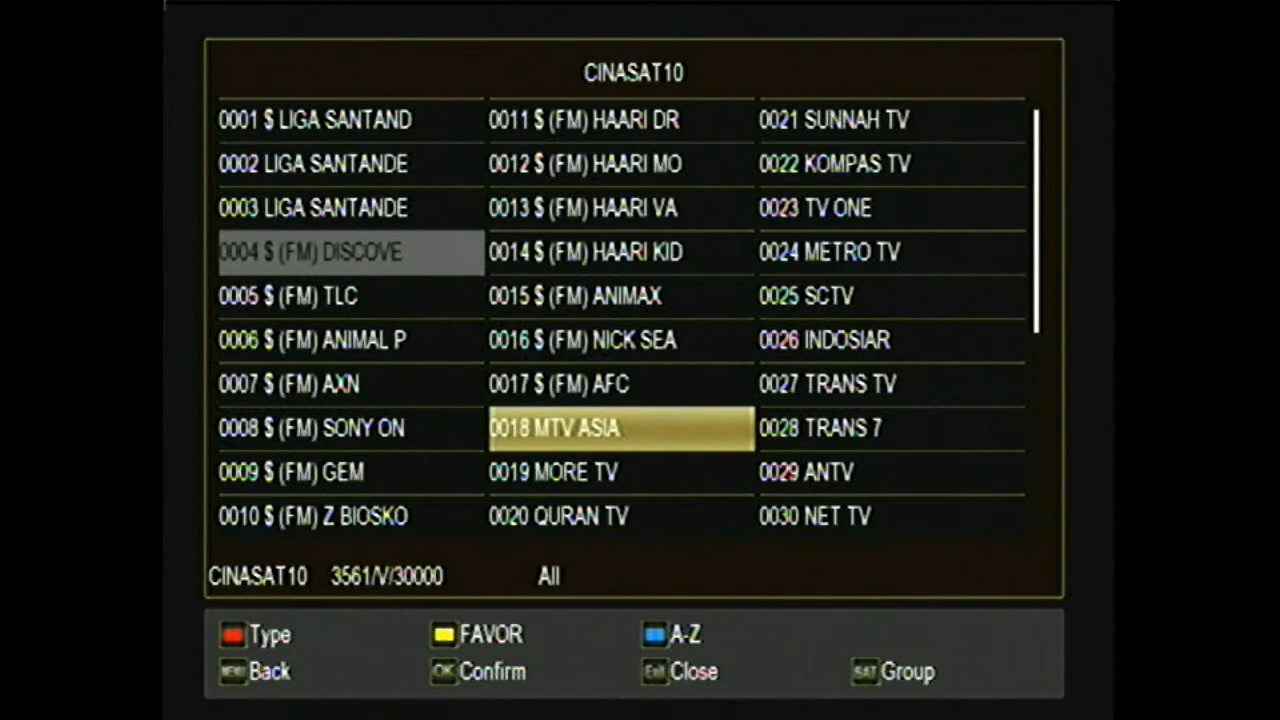 CINASAT10
0001 $ LIGA SANTAND
0002 LIGA SANTANDE
0003 LIGA SANTANDE
0004 $ (FM) DISCOVE
0005 $ (FM) TLC
0006 $ (FM) ANIMAL P
0007 $ (FM) AXN
0008 $ (FM) SONY ON
0009 $ (FM) GEM
0010 $ (FM) Z BIOSKO
0011 $ (FM) HAARI DR
0012 $ (FM) HAARI MO
0013 $ (FM) HAARI VA
0014 $ (FM) HAARI KID
0015 $ (FM) ANIMAX
0016 $ (FM) NICK SEA
0017 $ (FM) AFC
0018 MTV ASIA
0019 MORE TV
0020 QURAN TV
0021 SUNNAH TV
0022 KOMPAS TV
0023 TV ONE
0024 METRO TV
0025 SCTV
0026 INDOSIAR
0027 TRANS TV
0028 TRANS 7
0029 ANTV
0030 NET TV
CINASAT10 3561/V/30000 All
Type FAVOR A-Z
MENU Back OK Confirm Exit Close SAT Group